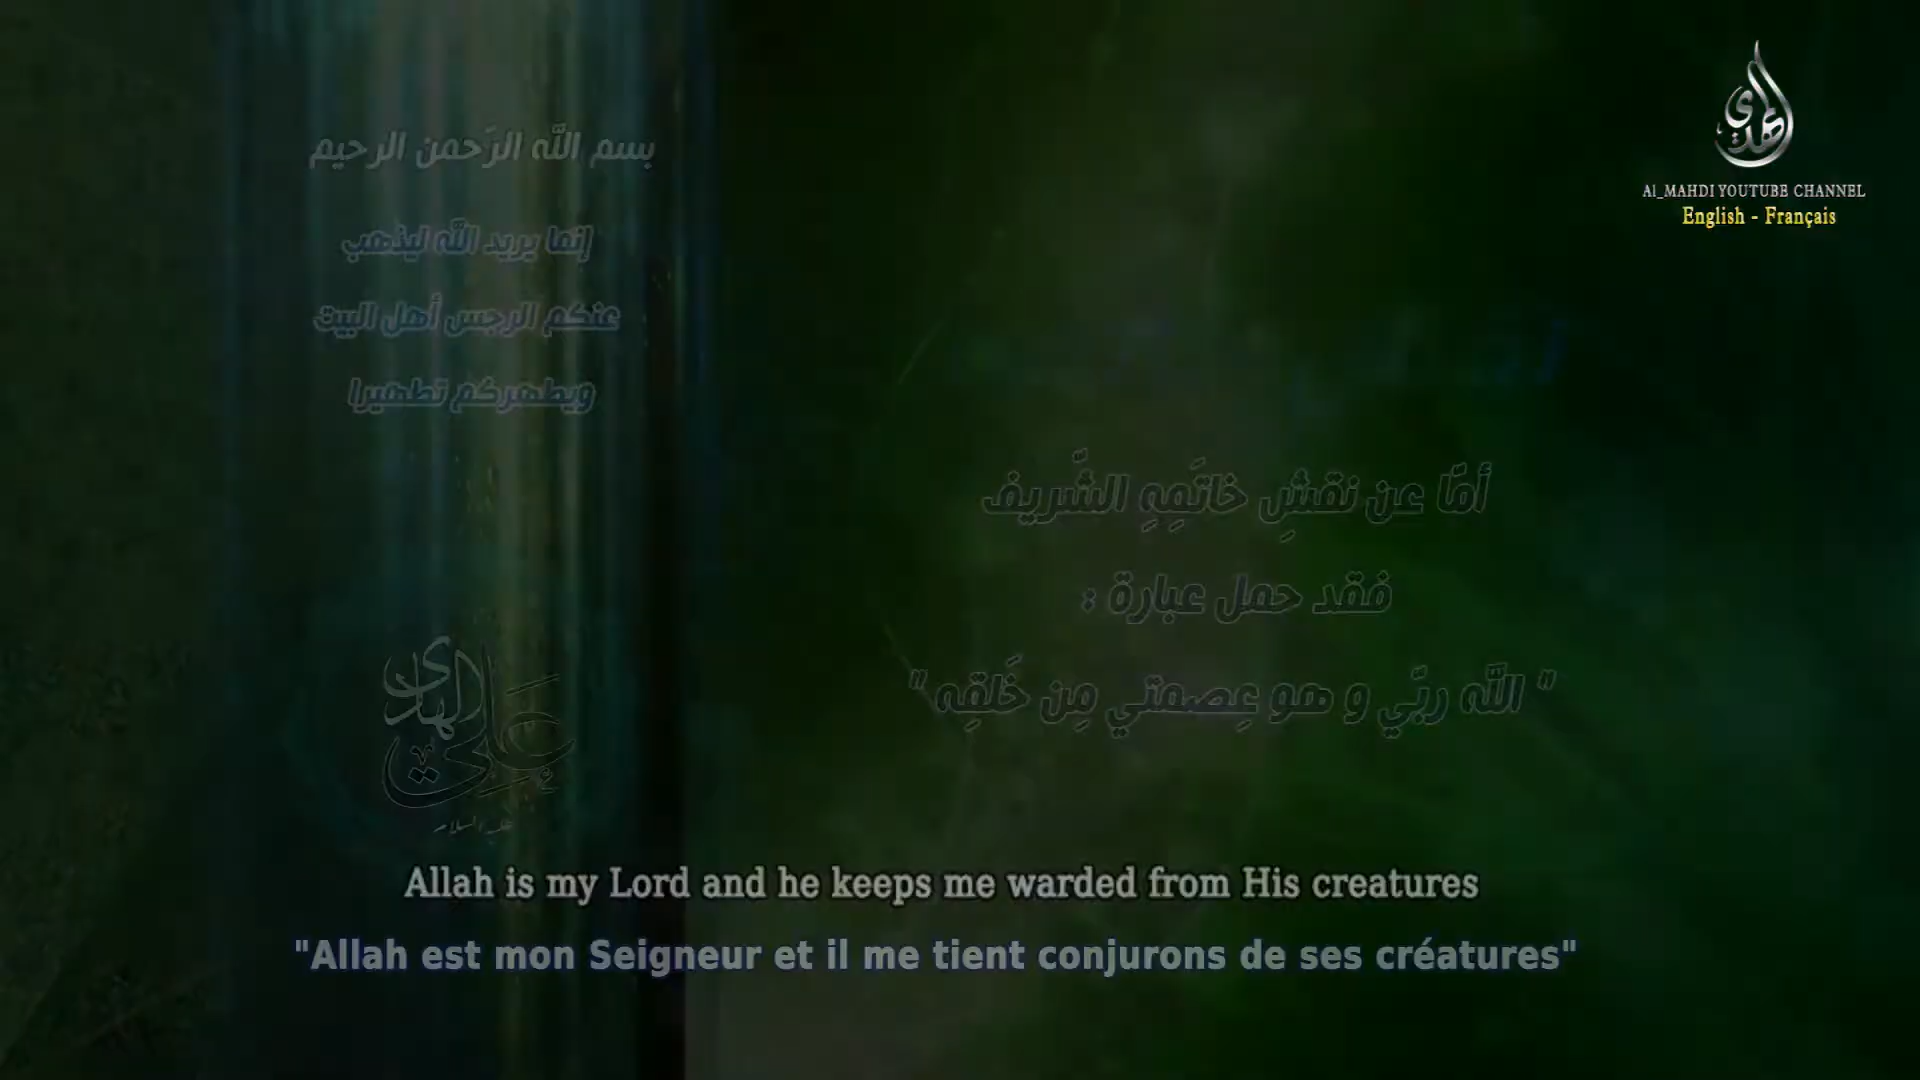 المهدي
Al_MAHDI YOUTUBE CHANNEL
English - Français
بسم الله الرّحمن الرحيم
إنما يريد الله ليذهب
عنكم الرجس أهل البيت
ويطهركم تطهيرا
أمّا عن نقشِ خاتَمِهِ الشَّريف
فقد حمل عبارة :
" الله ربّي و هو عِصمتي مِن خَلقِه "
عَلِيّ الهادي
عليه السلام
Allah is my Lord and he keeps me warded from His creatures
"Allah est mon Seigneur et il me tient conjurons de ses créatures"